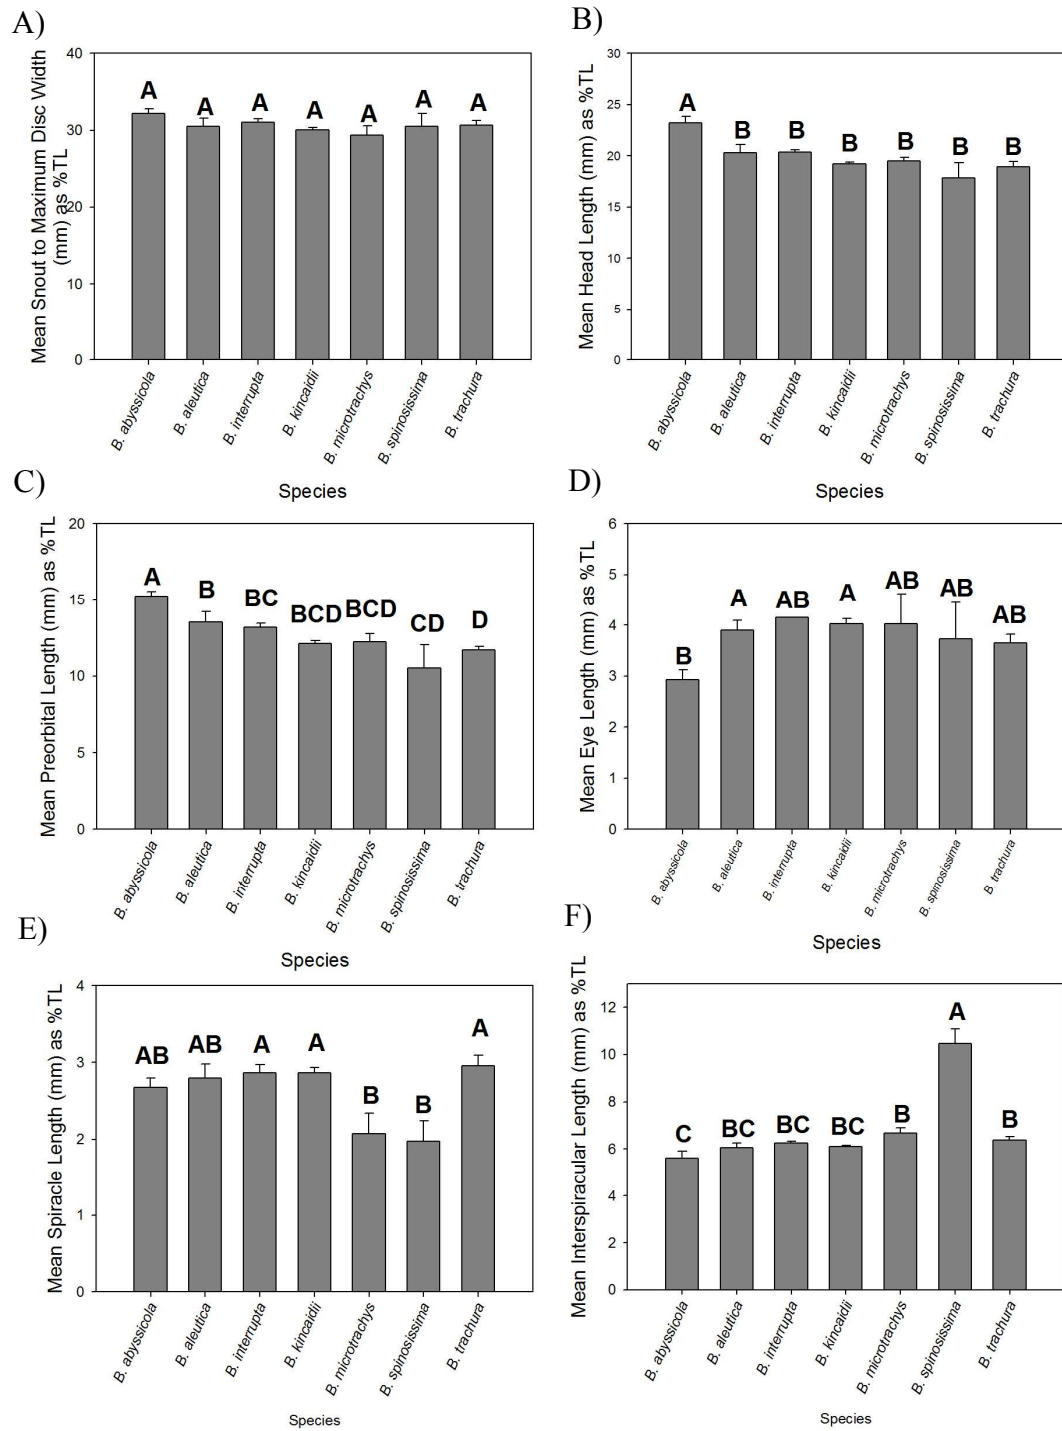 A)
Mean Snout to Maximum Disc Width
(mm) as %TL
40
30
20
10
0
A
A
A
A
A
A
A
B. abyssicola
B. aleutica
B. interrupta
B. kincaidii
B. microtrachys
B. spinosissima
B. trachura
Species
B)
Mean Head Length (mm) as %TL
30
25
20
15
10
5
0
A
B
B
B
B
B
B
B. abyssicola
B. aleutica
B. interrupta
B. kincaidii
B. microtrachys
B. spinosissima
B. trachura
Species
C)
Mean Preorbital Length (mm) as %TL
20
15
10
5
0
A
B
BC
BCD
BCD
CD
D
B. abyssicola
B. aleutica
B. interrupta
B. kincaidii
B. microtrachys
B. spinosissima
B. trachura
Species
D)
Mean Eye Length (mm) as %TL
6
5
4
3
2
1
0
B
A
AB
A
AB
AB
AB
B. abyssicola
B. aleutica
B. interrupta
B. kincaidii
B. microtrachys
B. spinosissima
B trachura
Species
E)
Mean Spiracle Length (mm) as %TL
4
3
2
1
0
AB
AB
A
A
B
B
A
B. abyssicola
B. aleutica
B. interrupta
B. kincaidii
B. microtrachys
B. spinosissima
B. trachura
Species
F)
Mean Interspiracular Length (mm) as %TL
12
10
8
6
4
2
0
C
BC
BC
BC
B
A
B
B. abyssicola
B. aleutica
B. interrupta
B. kincaidii
B. microtrachys
B. spinosissima
B. trachura
Species